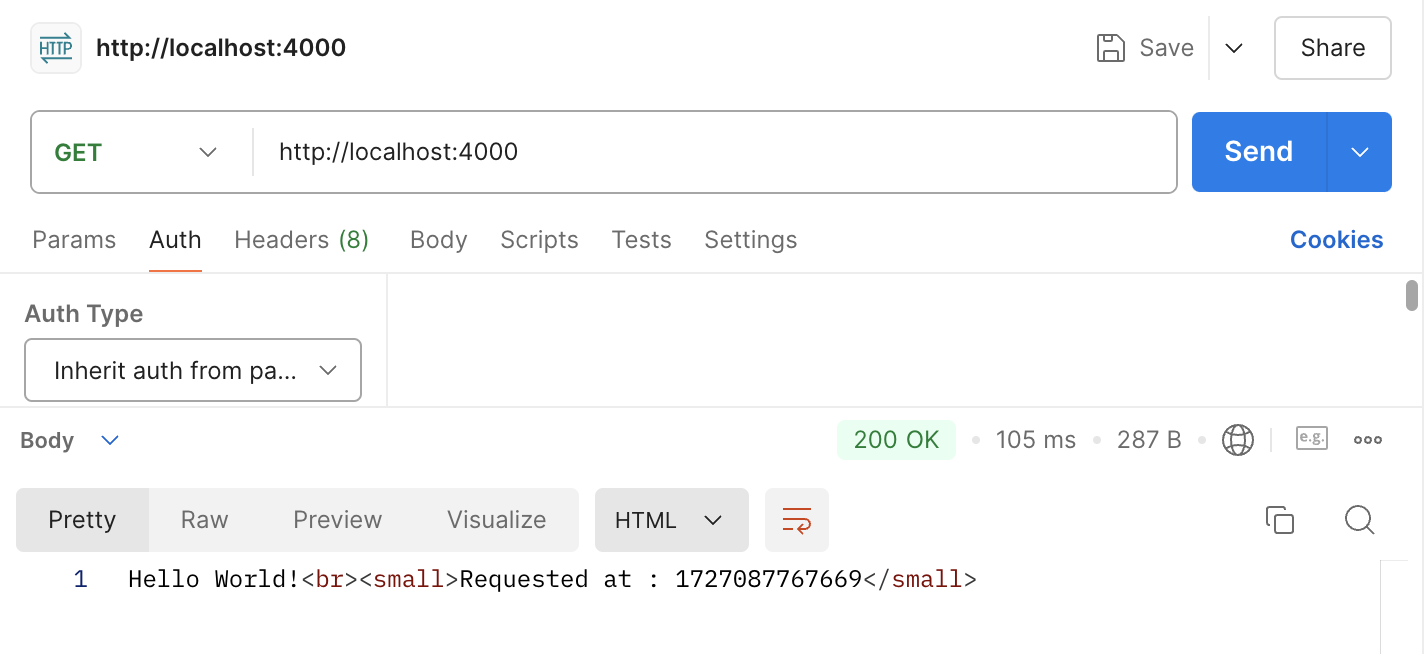 HTTP http://localhost:4000 Save Share
GET http://localhost:4000 Send
Params Auth Headers (8) Body Scripts Tests Settings Cookies
Auth Type
Inherit auth from pa...
Body 200 OK 105 ms 287 B e.g.
Pretty Raw Preview Visualize HTML
1 Hello World!<br><small>Requested at : 1727087767669</small>